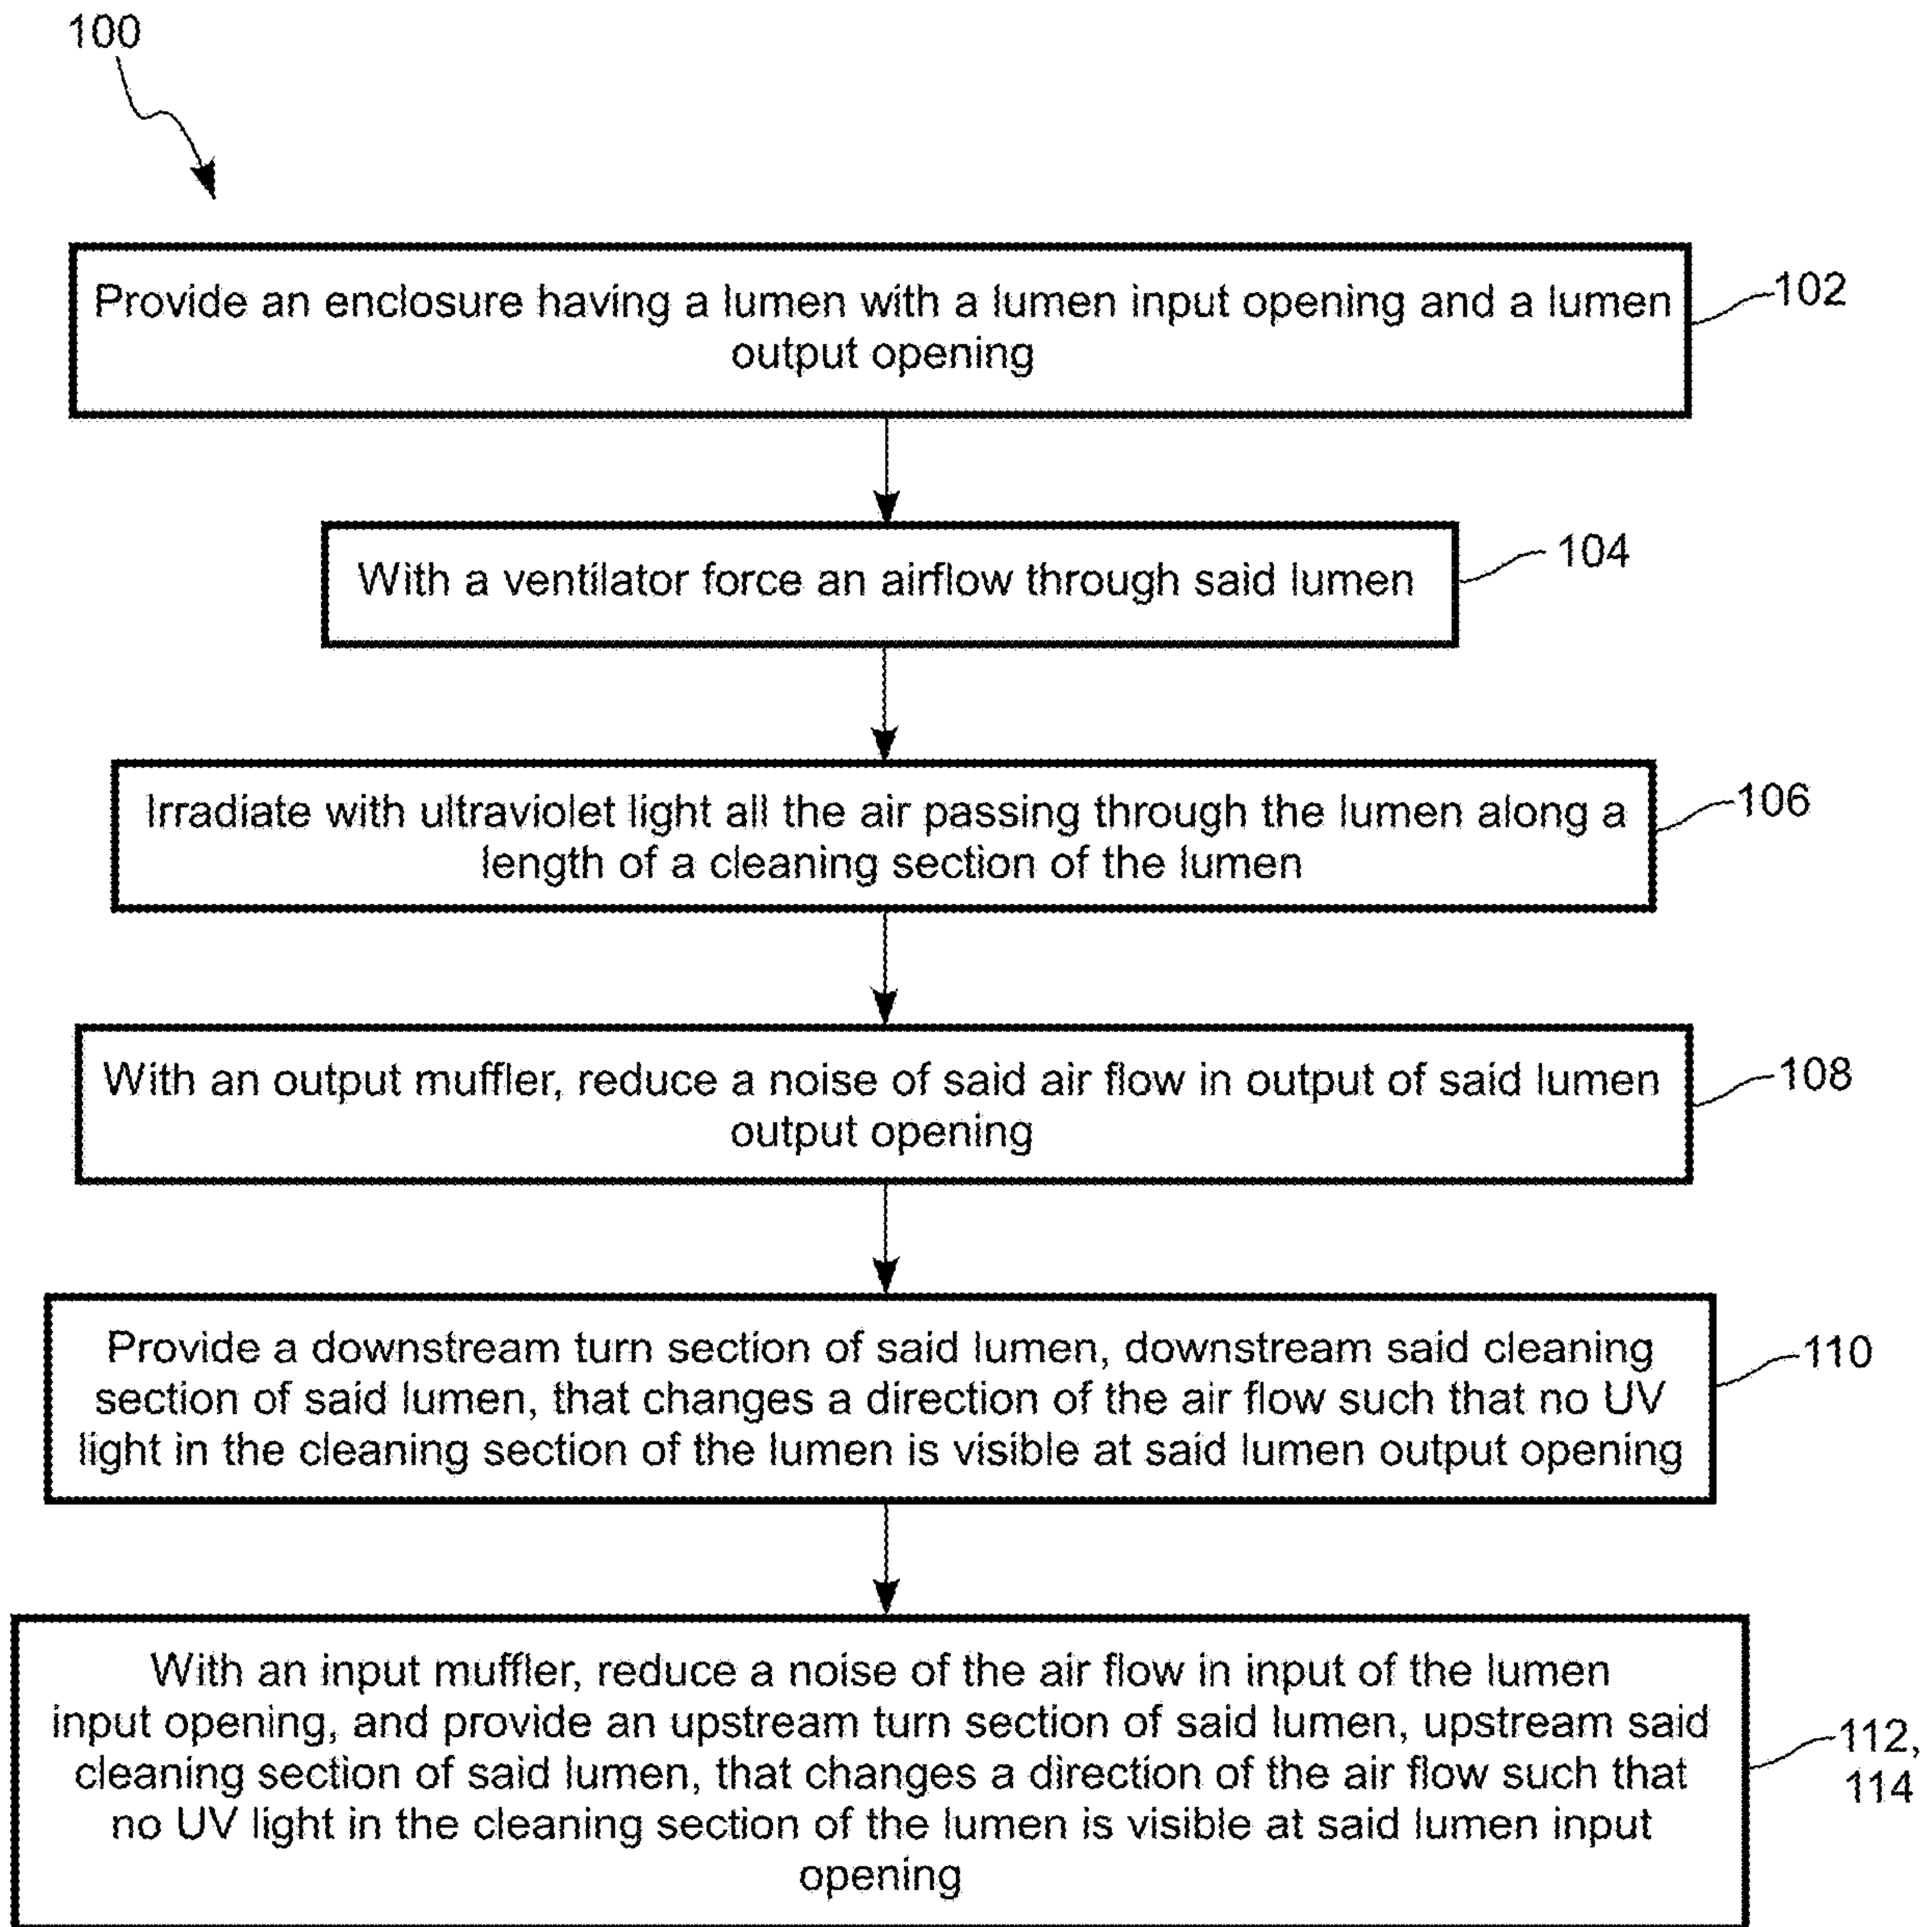 100
Provide an enclosure having a lumen with a lumen input opening and a lumen
output opening
102
With a ventilator force an airflow through said lumen
104
Irradiate with ultraviolet light all the air passing through the lumen along a
length of a cleaning section of the lumen
106
With an output muffler, reduce a noise of said air flow in output of said lumen
output opening
108
Provide a downstream turn section of said lumen, downstream said cleaning
section of said lumen, that changes a direction of the air flow such that no UV
light in the cleaning section of the lumen is visible at said lumen output opening
110
With an input muffler, reduce a noise of the air flow in input of the lumen
input opening, and provide an upstream turn section of said lumen, upstream said
cleaning section of said lumen, that changes a direction of the air flow such that
no UV light in the cleaning section of the lumen is visible at said lumen input
opening
112,
114